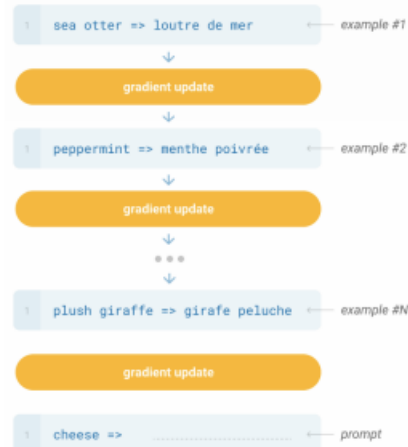 1 sea otter => loutre de mer ← example #1
gradient update
1 peppermint => menthe poivrée ← example #2
gradient update
1 plush giraffe => girafe peluche ← example #N
gradient update
1 cheese => ........................ ← prompt